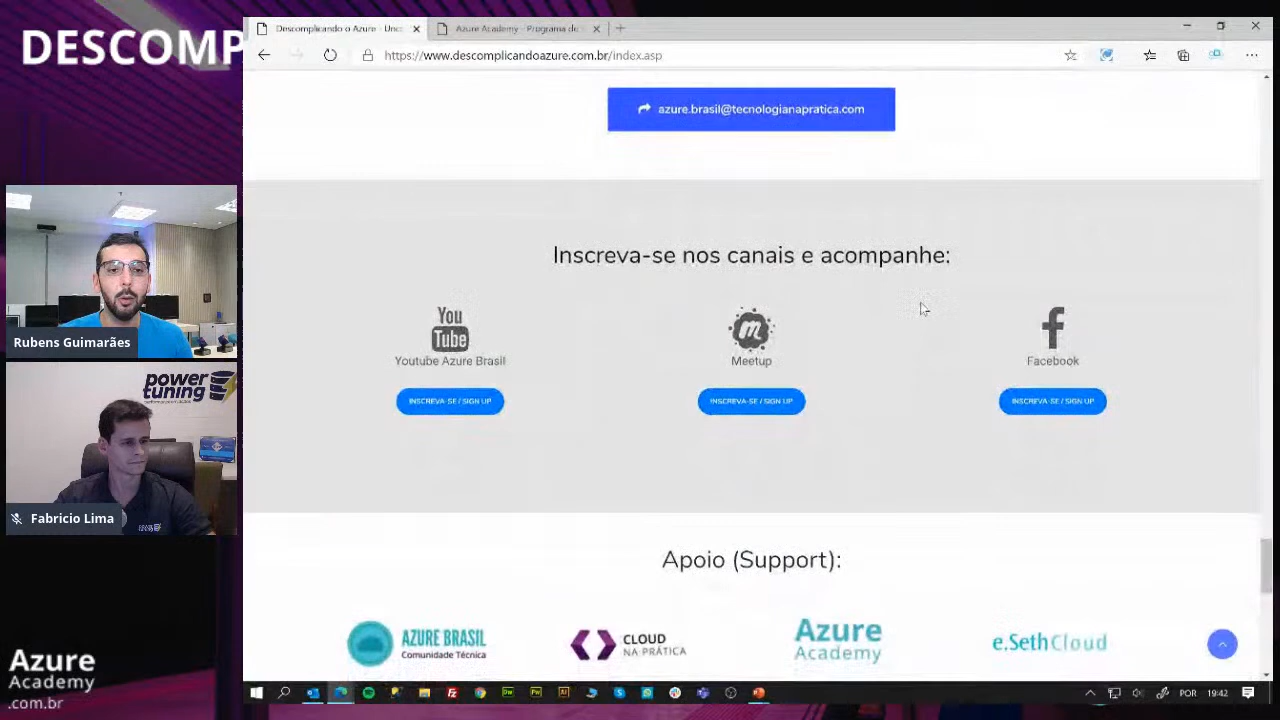 DESCOMP
Descomplicando o Azure - Unc
Azure Academy - Programa de
https://www.descomplicandoazure.com.br/index.asp
azure.brasil@tecnologianapratica.com
Inscreva-se nos canais e acompanhe:
You
Tube
Youtube Azure Brasil
Meetup
Facebook
INSCREVA-SE / SIGN UP
INSCREVA-SE / SIGN UP
INSCREVA-SE / SIGN UP
Apoio (Support):
AZURE BRASIL
Comunidade Técnica
CLOUD
NA PRÁTICA
Azure
Academy
e.SethCloud
Rubens Guimarães
power
tuning
Fabricio Lima
Azure
Academy
.com.br
POR
19:42